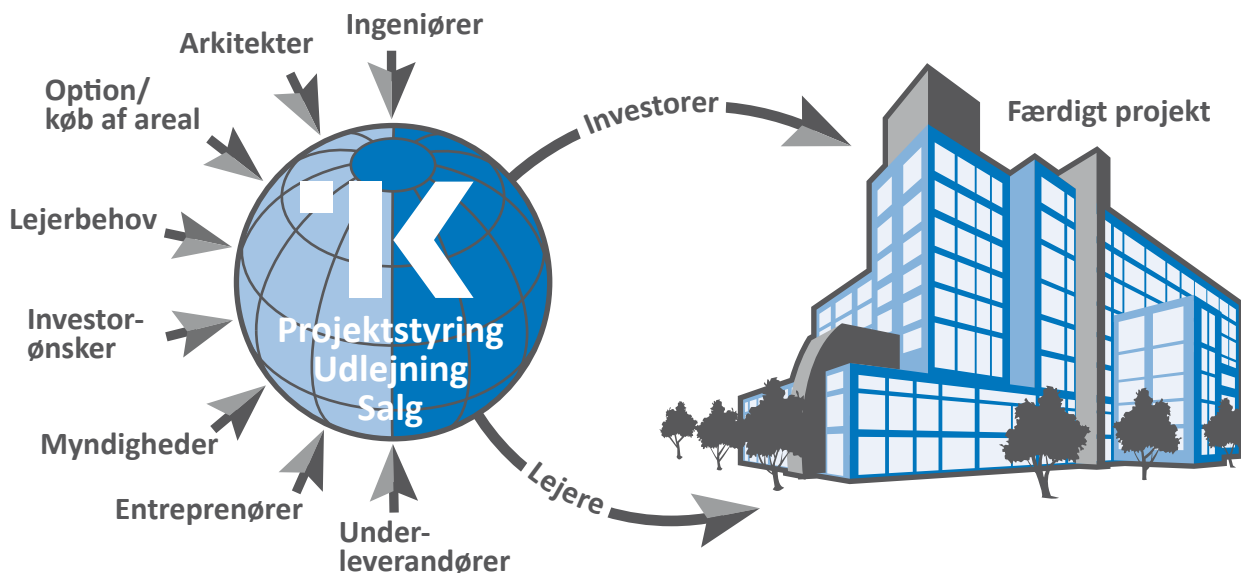 Ingeniører
Arkitekter
Option/
køb af areal
Lejerbehov
Investor-
ønsker
Myndigheder
Entreprenører
Under-
leverandører
ik
Projektstyring
Udlejning
Salg
Investorer
Lejere
Færdigt projekt